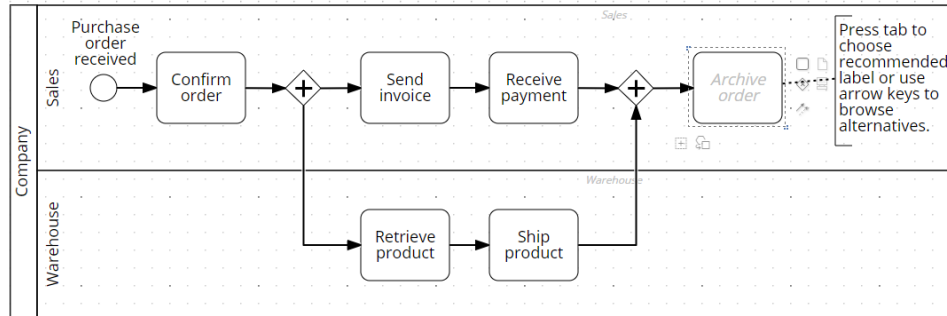 Sales
Purchase
order
received
Company
Sales
Confirm
order
Send
invoice
Receive
payment
Archive
order
Press tab to
choose
recommended
label or use
arrow keys to
browse
alternatives.
Warehouse
Warehouse
Retrieve
product
Ship
product